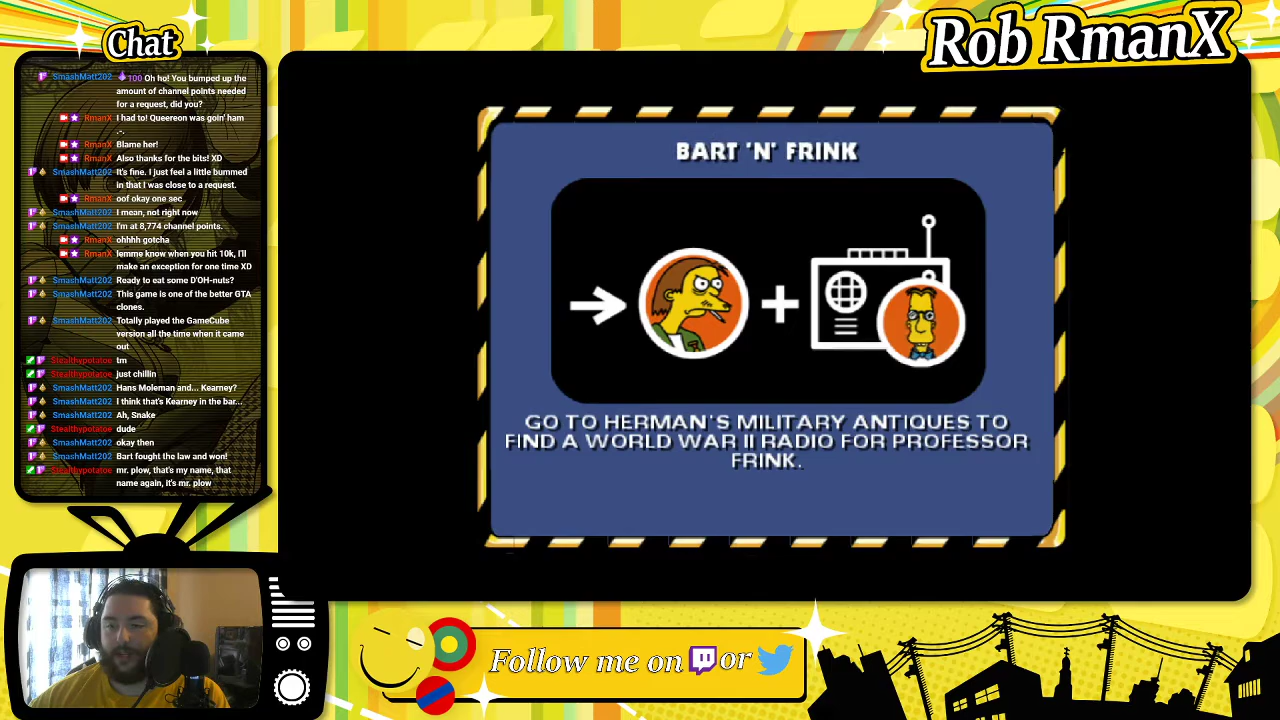 Chat
Rob RmanX
SmashMatt202 100 Oh he! You bumped up the
amount of channel points needed
for a request, did you?
RmanX I had to! Queereon was goin' ham
-.-
RmanX Blame her!
RmanX Also thanks for the bits! XD
SmashMatt202 It's fine. I just feel a little bummed
in that I was close to a request.
RmanX oof okay one sec
SmashMatt202 I mean, not right now
SmashMatt202 I'm at 8,774 channel points.
RmanX ohhhh gotcha
RmanX lemme know when you hit 10k, I'll
make an exception for one time XD
SmashMatt202 Ready to eat some D'OH-nuts?
SmashMatt202 This game is one of the better GTA
clones.
SmashMatt202 Totally played the GameCube
version all the time when it came
out
Stealthypotatoe tm
Stealthypotatoe just chillin
SmashMatt202 Hans Moleman and... Kearney?
SmashMatt202 I think that's Kearney in the bar...
SmashMatt202 Ah, Snake
Stealthypotatoe dude
SmashMatt202 okay then
SmashMatt202 Bart fought the law and won!
Stealthypotatoe mr. plow, that's my name, that
name again, it's mr. plow
BART 'N' FRINK
GO TO HERMAN'S MILITARY ANTIQUES TO
FIND A WORLD WAR II RADIO FOR PROFESSOR
FRINK.
Follow me on or